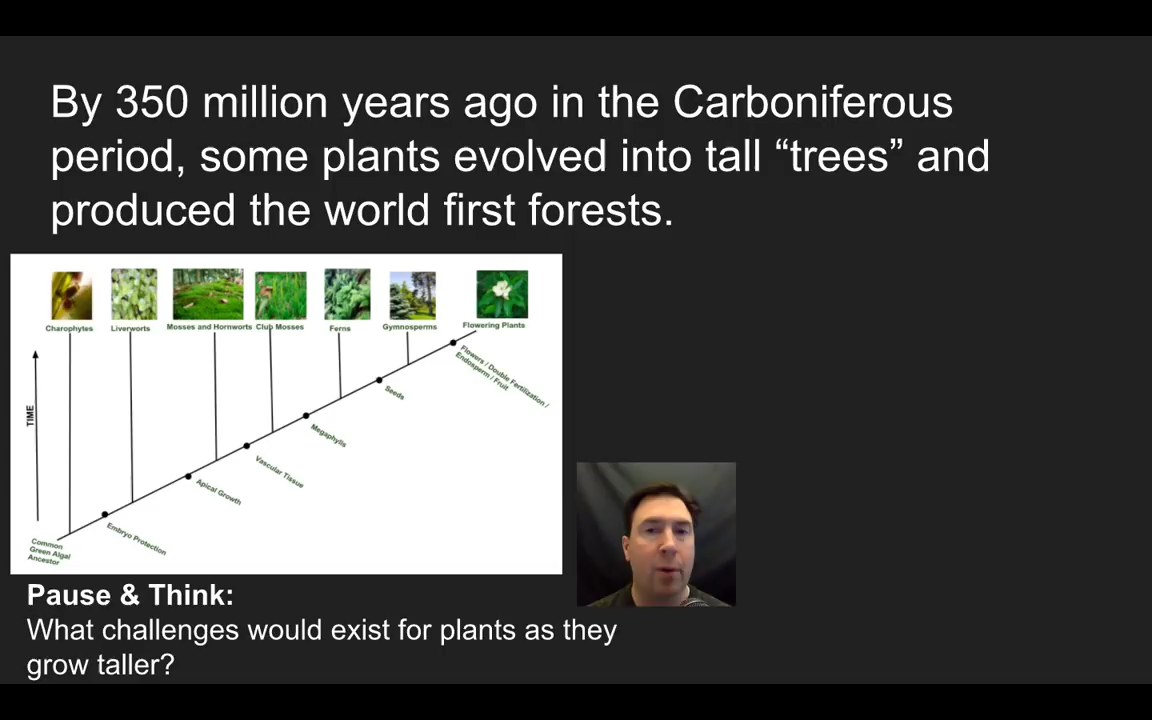 By 350 million years ago in the Carboniferous
period, some plants evolved into tall “trees” and
produced the world first forests.
Charophytes
Liverworts
Mosses and Hornworts
Club Mosses
Ferns
Gymnosperms
Flowering Plants
TIME
Flowers / Double Fertilization /
Endosperm / Fruit
Seeds
Megaphylls
Vascular Tissue
Apical Growth
Embryo Protection
Common
Green Algal
Ancestor
Pause & Think:
What challenges would exist for plants as they
grow taller?